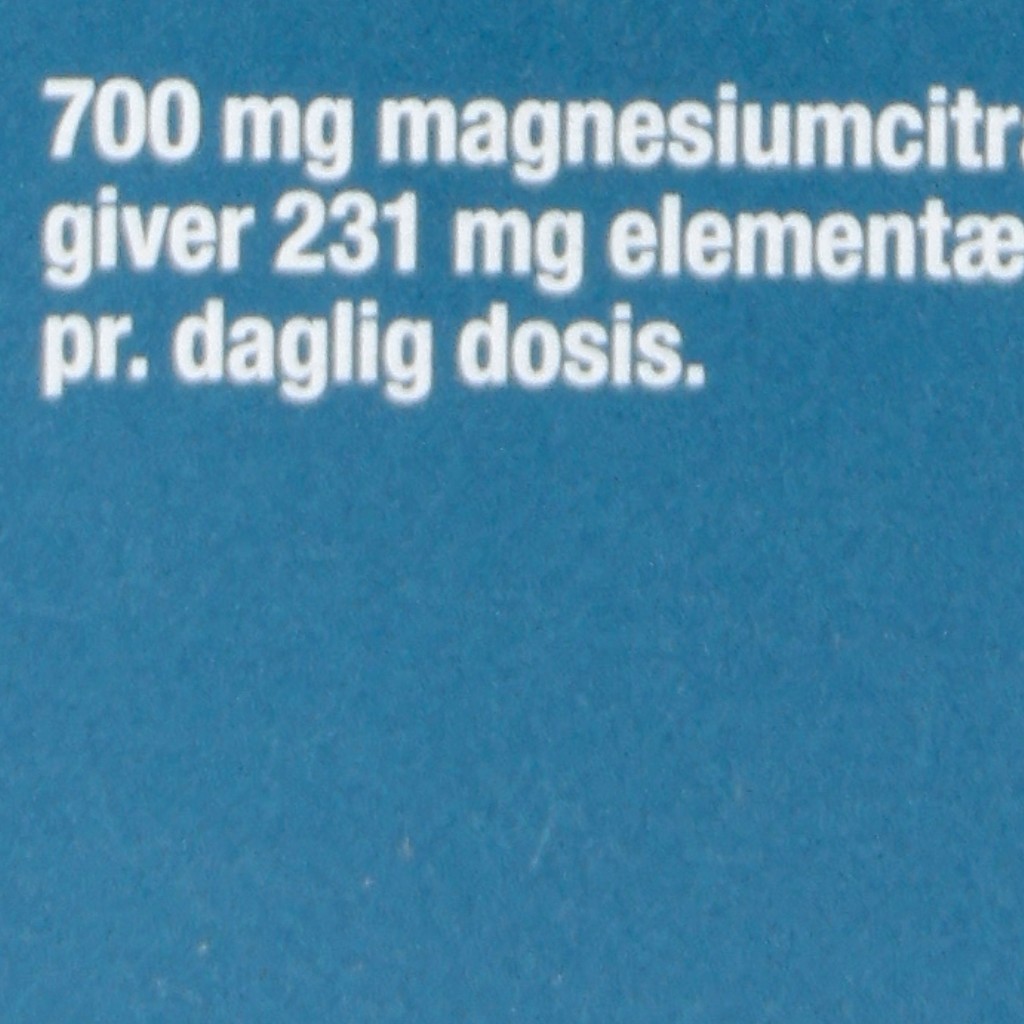 700 mg magnesiumcitr
giver 231 mg elementæ
pr. daglig dosis.